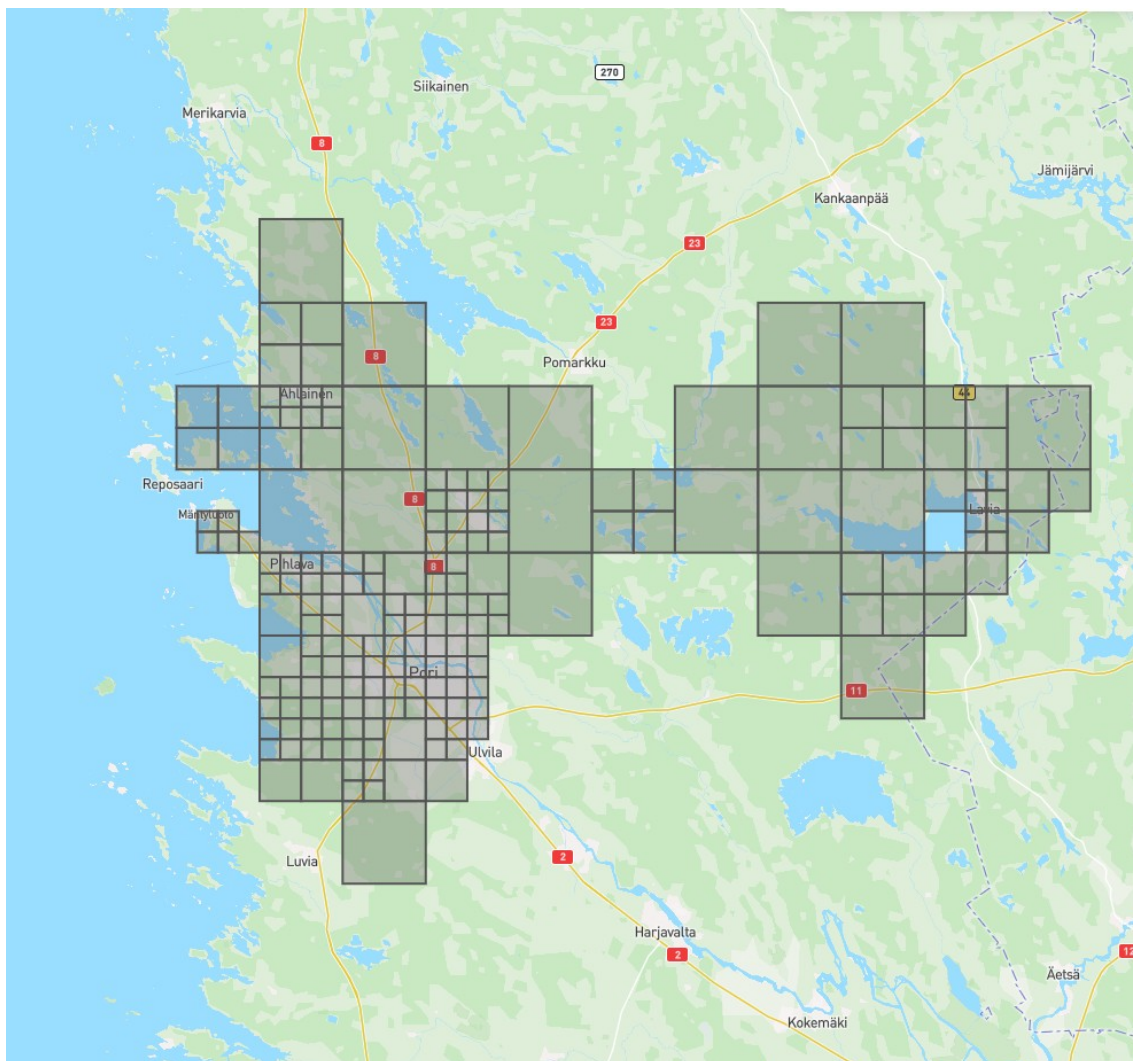 270
Siikainen
Merikarvia
8
Jämijärvi
Kankaanpää
23
23
8
Pomarkku
Ahlainen
44
Reposaari
8
Mäntyluoto
Lavia
Pihlava
8
Pori
11
Ulvila
Luvia
2
Harjavalta
2
12
Äetsä
Kokemäki